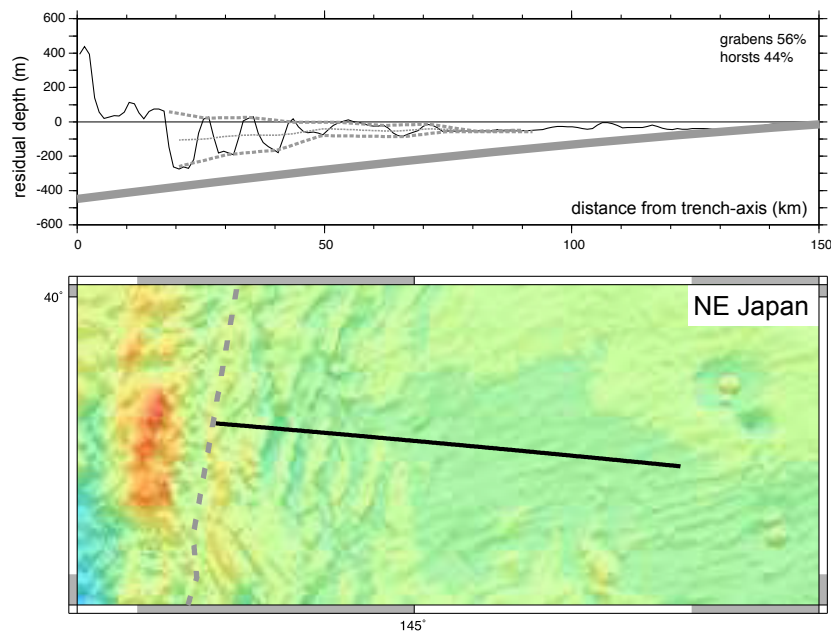 600
400
200
0
-200
-400
-600
residual depth (m)
grabens 56%
horsts 44%
distance from trench-axis (km)
0
50
100
150
40°
NE Japan
145°